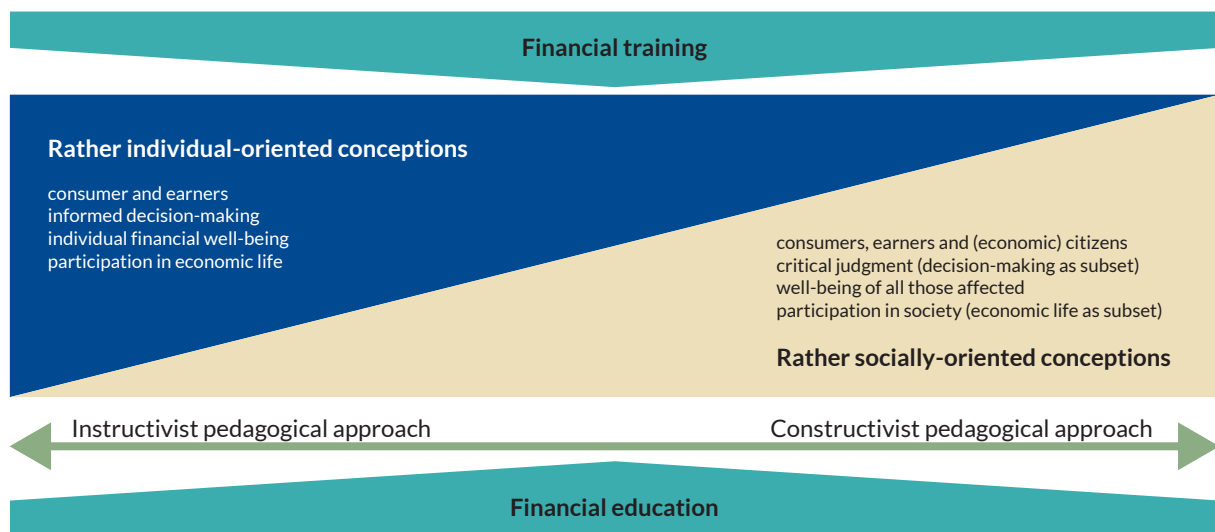 Financial training
Rather individual-oriented conceptions
consumer and earners
informed decision-making
individual financial well-being
participation in economic life
consumers, earners and (economic) citizens
critical judgment (decision-making as subset)
well-being of all those affected
participation in society (economic life as subset)
Rather socially-oriented conceptions
Instructivist pedagogical approach
Constructivist pedagogical approach
Financial education